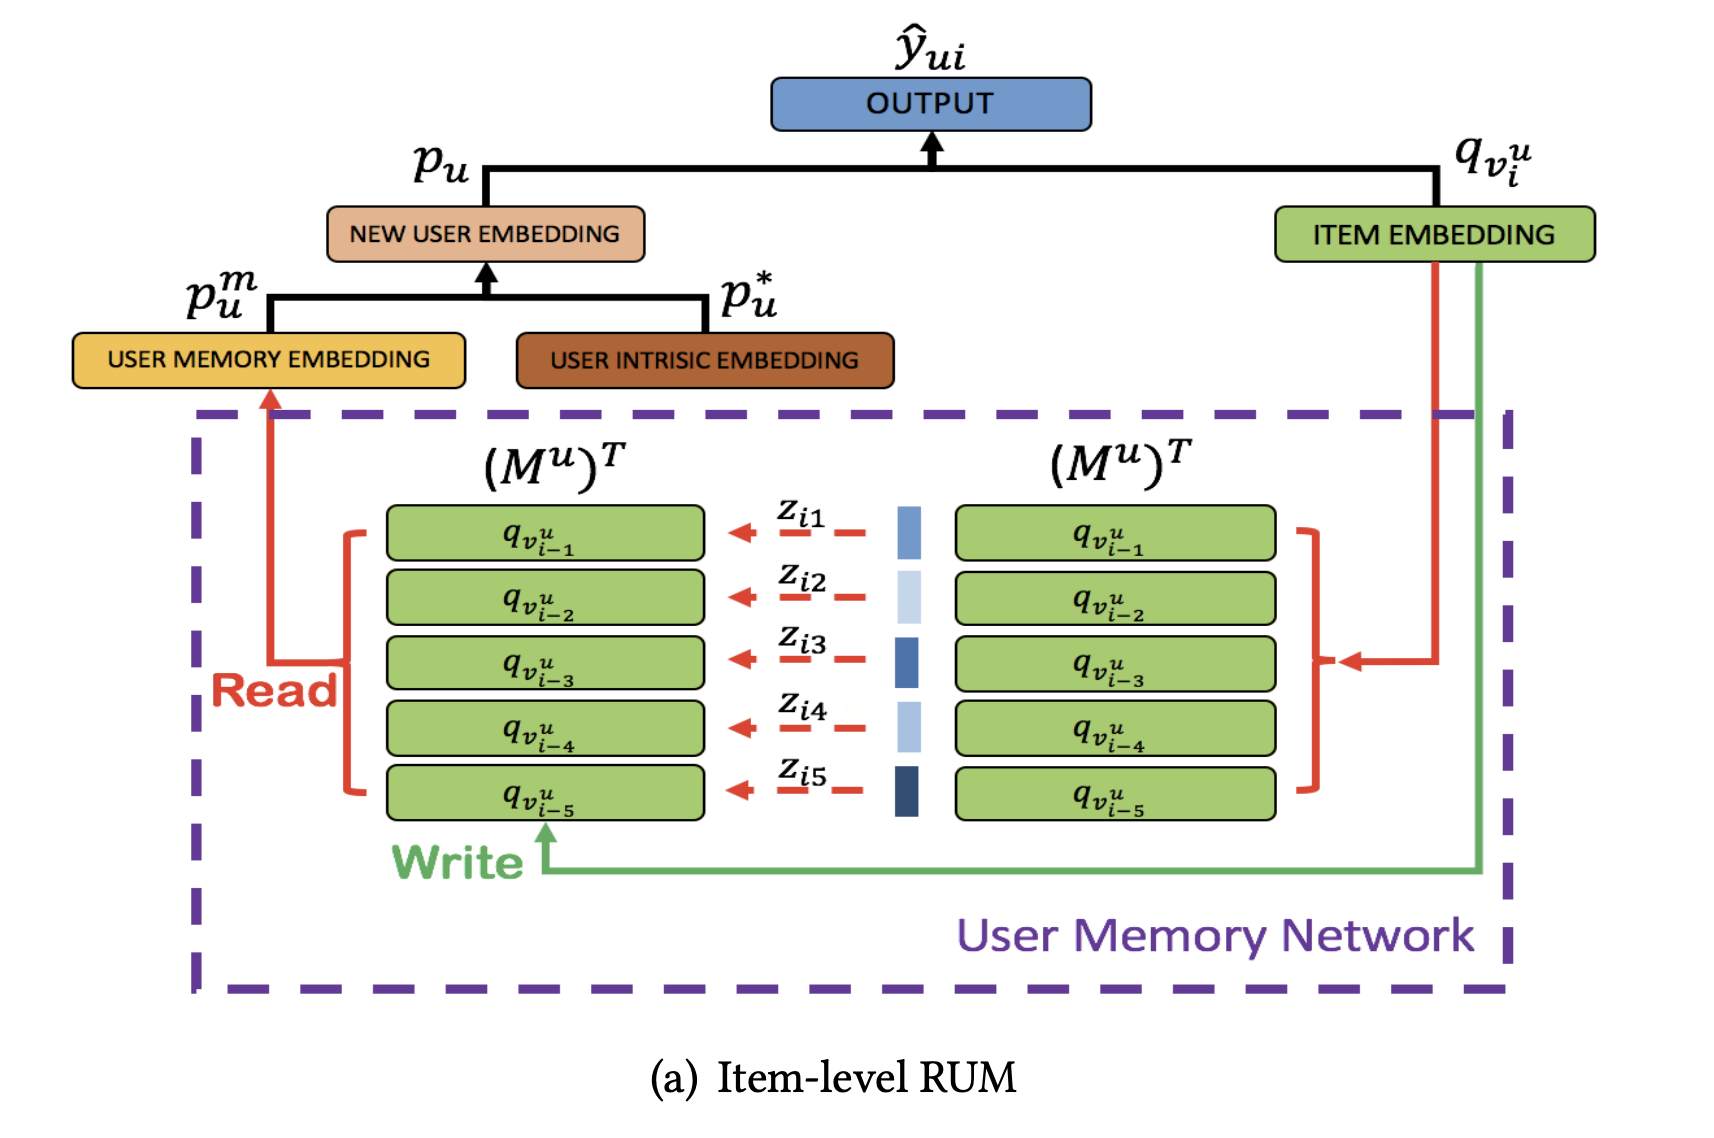 ŷ_{ui}
OUTPUT
p_u
q_{v_i^u}
NEW USER EMBEDDING
ITEM EMBEDDING
p_u^m
p_u^*
USER MEMORY EMBEDDING
USER INTRISIC EMBEDDING
(M^u)^T
(M^u)^T
q_{v_{i-1}^u}
z_{i1}
q_{v_{i-1}^u}
q_{v_{i-2}^u}
z_{i2}
q_{v_{i-2}^u}
q_{v_{i-3}^u}
z_{i3}
q_{v_{i-3}^u}
Read
q_{v_{i-4}^u}
z_{i4}
q_{v_{i-4}^u}
q_{v_{i-5}^u}
z_{i5}
q_{v_{i-5}^u}
Write
User Memory Network
(a) Item-level RUM